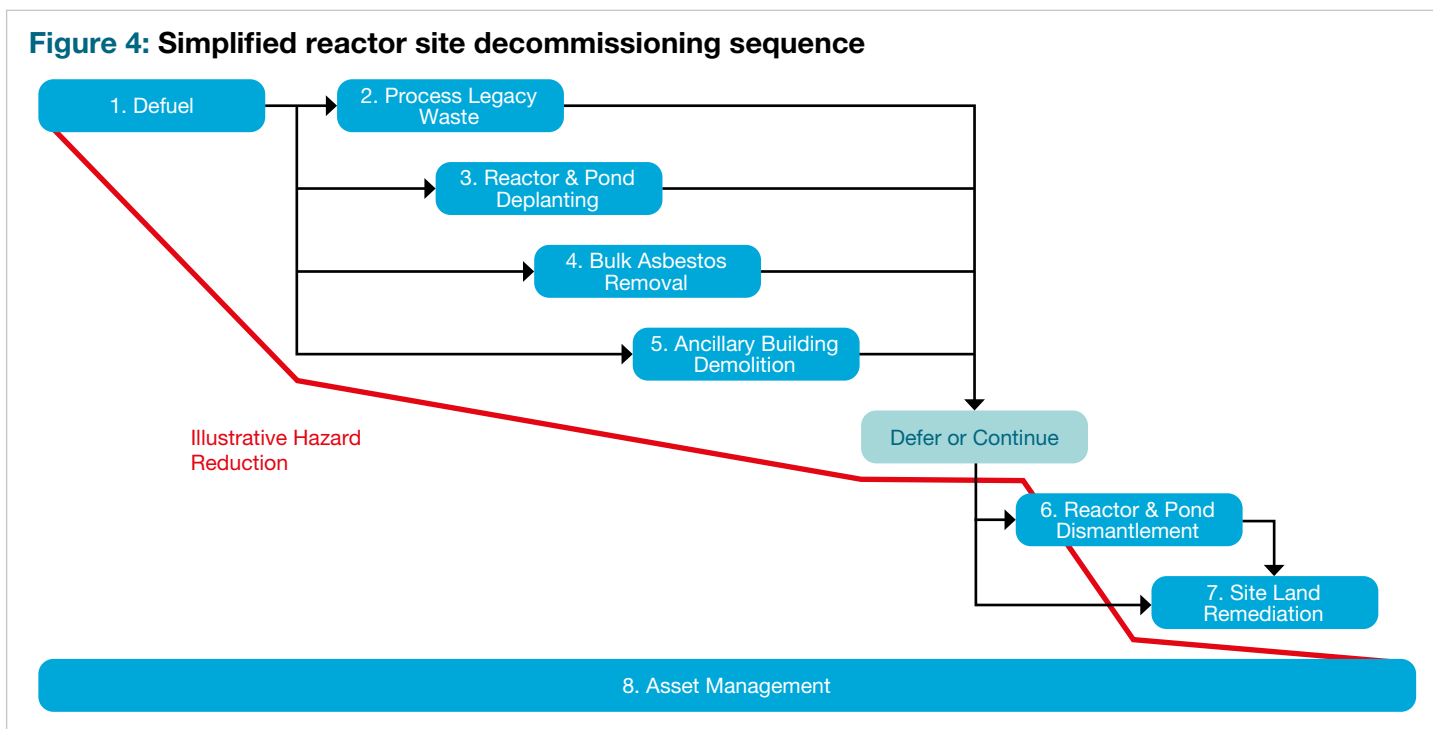 Figure 4: Simplified reactor site decommissioning sequence
1. Defuel
2. Process Legacy
Waste
3. Reactor & Pond
Deplanting
4. Bulk Asbestos
Removal
5. Ancillary Building
Demolition
Illustrative Hazard
Reduction
Defer or Continue
6. Reactor & Pond
Dismantlement
7. Site Land
Remediation
8. Asset Management